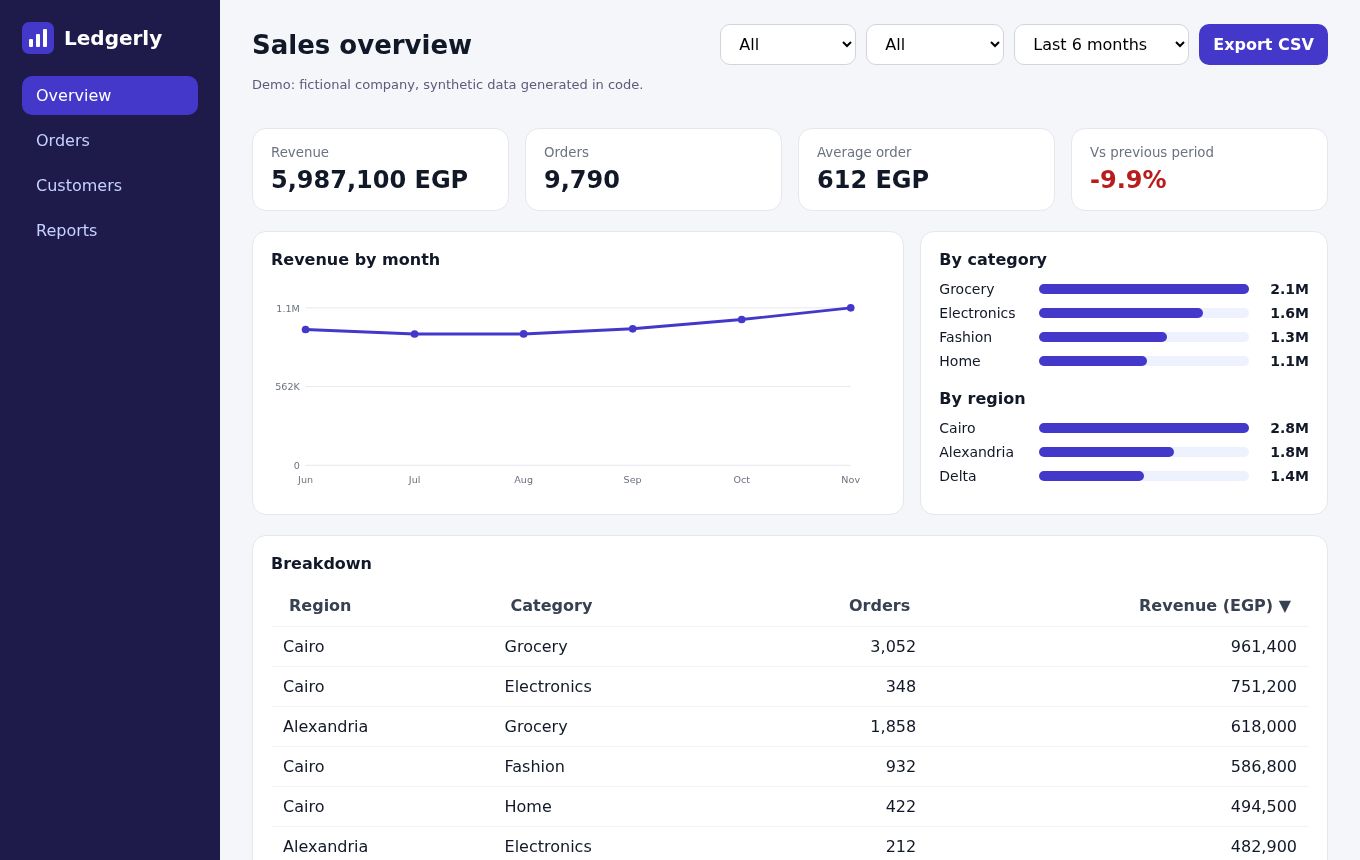 Ledgerly
Overview
Orders
Customers
Reports
Sales overview
All
All
Last 6 months
Export CSV
Demo: fictional company, synthetic data generated in code.
Revenue
5,987,100 EGP
Orders
9,790
Average order
612 EGP
Vs previous period
-9.9%
Revenue by month
1.1M
562K
0
Jun Jul Aug Sep Oct Nov
By category
Grocery 2.1M
Electronics 1.6M
Fashion 1.3M
Home 1.1M
By region
Cairo 2.8M
Alexandria 1.8M
Delta 1.4M
Breakdown
Region Category Orders Revenue (EGP) ▼
Cairo Grocery 3,052 961,400
Cairo Electronics 348 751,200
Alexandria Grocery 1,858 618,000
Cairo Fashion 932 586,800
Cairo Home 422 494,500
Alexandria Electronics 212 482,900